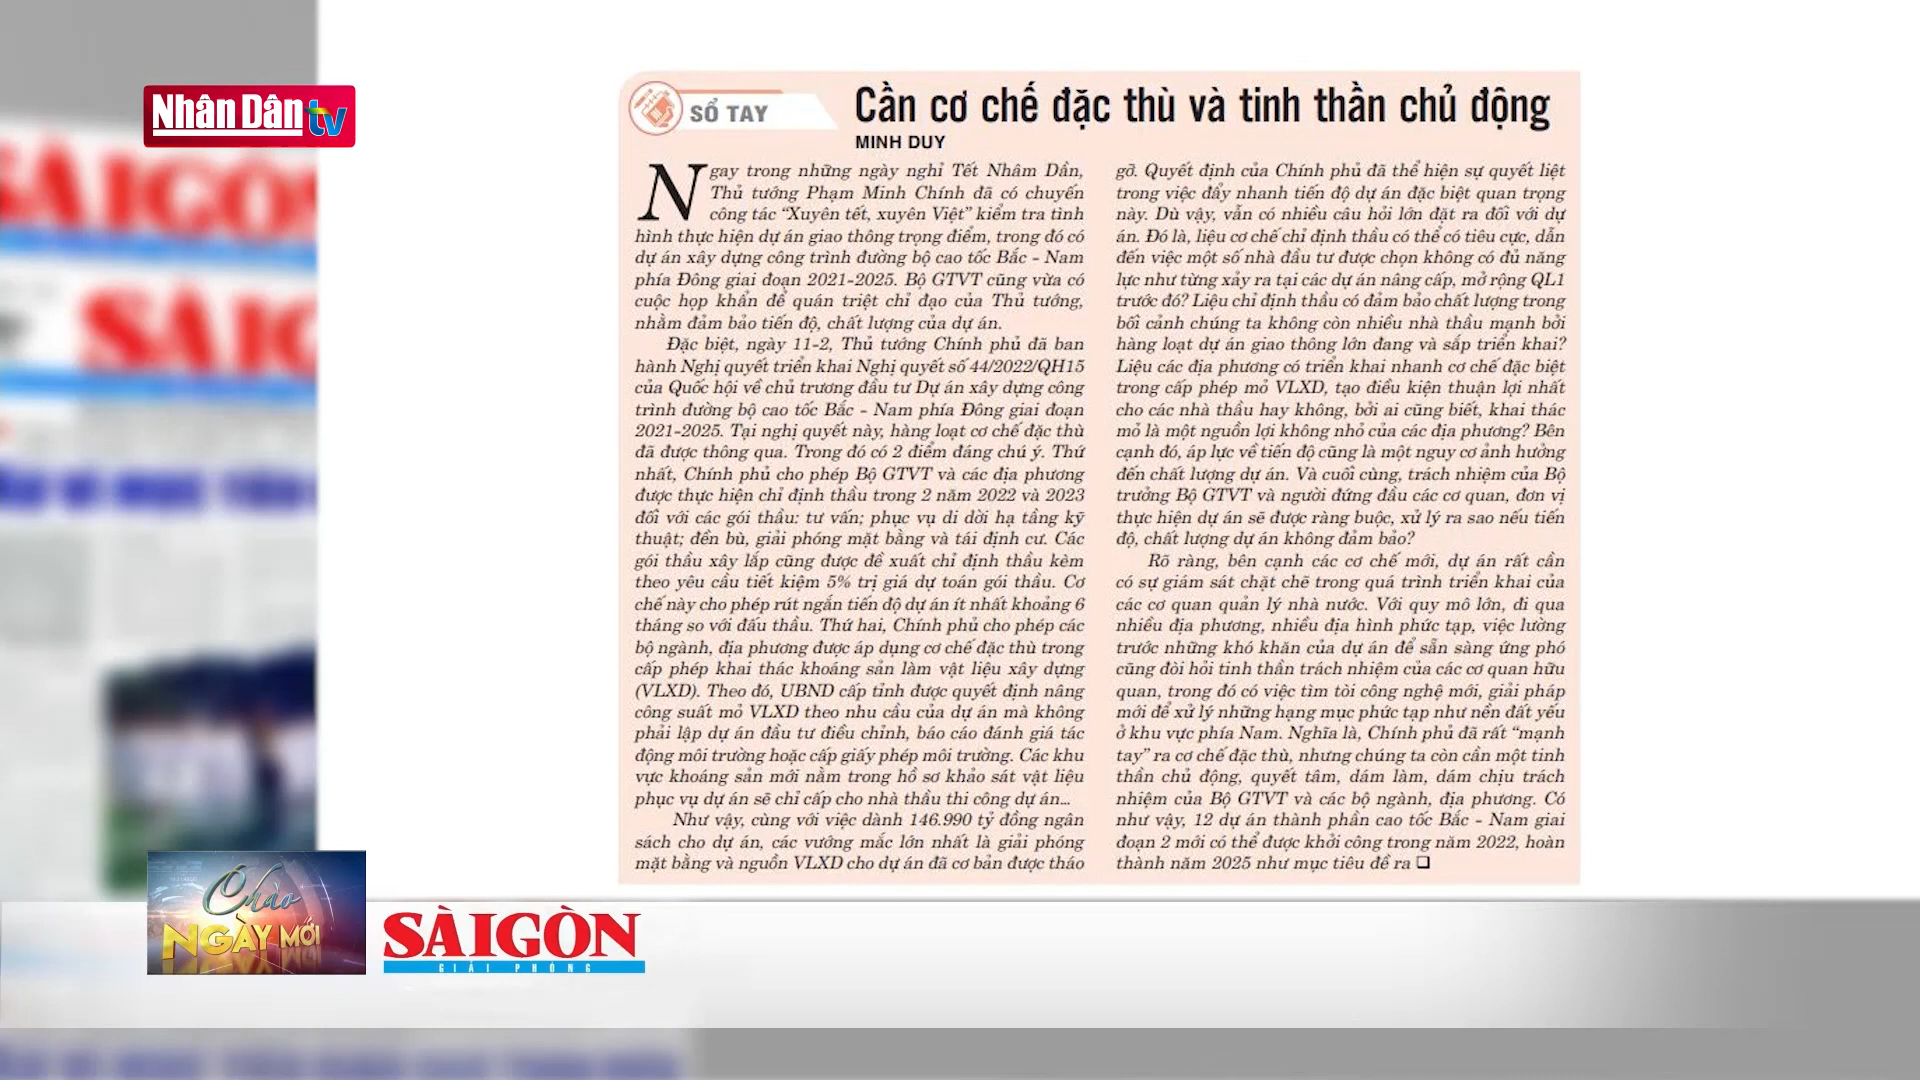 Nhân Dân tv
SÀIGÒN
SÀIG
SỔ TAY
Cần cơ chế đặc thù và tinh thần chủ động
MINH DUY
Ngay trong những ngày nghỉ Tết Nhâm Dần,
Thủ tướng Phạm Minh Chính đã có chuyến
công tác “Xuyên tết, xuyên Việt” kiểm tra tình
hình thực hiện dự án giao thông trọng điểm, trong đó có
dự án xây dựng công trình đường bộ cao tốc Bắc - Nam
phía Đông giai đoạn 2021-2025. Bộ GTVT cũng vừa có
cuộc họp khẩn để quán triệt chỉ đạo của Thủ tướng,
nhằm đảm bảo tiến độ, chất lượng của dự án.
Đặc biệt, ngày 11-2, Thủ tướng Chính phủ đã ban
hành Nghị quyết triển khai Nghị quyết số 44/2022/QH15
của Quốc hội về chủ trương đầu tư Dự án xây dựng công
trình đường bộ cao tốc Bắc - Nam phía Đông giai đoạn
2021-2025. Tại nghị quyết này, hàng loạt cơ chế đặc thù
đã được thông qua. Trong đó có 2 điểm đáng chú ý. Thứ
nhất, Chính phủ cho phép Bộ GTVT và các địa phương
được thực hiện chỉ định thầu trong 2 năm 2022 và 2023
đối với các gói thầu: tư vấn; phục vụ di dời hạ tầng kỹ
thuật; đền bù, giải phóng mặt bằng và tái định cư. Các
gói thầu xây lắp cũng được đề xuất chỉ định thầu kèm
theo yêu cầu tiết kiệm 5% trị giá dự toán gói thầu. Cơ
chế này cho phép rút ngắn tiến độ dự án ít nhất khoảng 6
tháng so với đấu thầu. Thứ hai, Chính phủ cho phép các
bộ ngành, địa phương được áp dụng cơ chế đặc thù trong
cấp phép khai thác khoáng sản làm vật liệu xây dựng
(VLXD). Theo đó, UBND cấp tỉnh được quyết định nâng
công suất mỏ VLXD theo nhu cầu của dự án mà không
phải lập dự án đầu tư điều chỉnh, báo cáo đánh giá tác
động môi trường hoặc cấp giấy phép môi trường. Các khu
vực khoáng sản mới nằm trong hồ sơ khảo sát vật liệu
phục vụ dự án sẽ chỉ cấp cho nhà thầu thi công dự án...
Như vậy, cùng với việc dành 146.990 tỷ đồng ngân
sách cho dự án, các vướng mắc lớn nhất là giải phóng
mặt bằng và nguồn VLXD cho dự án đã cơ bản được tháo
gỡ. Quyết định của Chính phủ đã thể hiện sự quyết liệt
trong việc đẩy nhanh tiến độ dự án đặc biệt quan trọng
này. Dù vậy, vẫn có nhiều câu hỏi lớn đặt ra đối với dự
án. Đó là, liệu cơ chế chỉ định thầu có thể có tiêu cực, dẫn
đến việc một số nhà đầu tư được chọn không có đủ năng
lực như từng xảy ra tại các dự án nâng cấp, mở rộng QL1
trước đó? Liệu chỉ định thầu có đảm bảo chất lượng trong
bối cảnh chúng ta không còn nhiều nhà thầu mạnh bởi
hàng loạt dự án giao thông lớn đang và sắp triển khai?
Liệu các địa phương có triển khai nhanh cơ chế đặc biệt
trong cấp phép mỏ VLXD, tạo điều kiện thuận lợi nhất
cho các nhà thầu hay không, bởi ai cũng biết, khai thác
mỏ là một nguồn lợi không nhỏ của các địa phương? Bên
cạnh đó, áp lực về tiến độ cũng là một nguy cơ ảnh hưởng
đến chất lượng dự án. Và cuối cùng, trách nhiệm của Bộ
trưởng Bộ GTVT và người đứng đầu các cơ quan, đơn vị
thực hiện dự án sẽ được ràng buộc, xử lý ra sao nếu tiến
độ, chất lượng dự án không đảm bảo?
Rõ ràng, bên cạnh các cơ chế mới, dự án rất cần
có sự giám sát chặt chẽ trong quá trình triển khai của
các cơ quan quản lý nhà nước. Với quy mô lớn, đi qua
nhiều địa phương, nhiều địa hình phức tạp, việc lường
trước những khó khăn của dự án để sẵn sàng ứng phó
cũng đòi hỏi tinh thần trách nhiệm của các cơ quan hữu
quan, trong đó có việc tìm tòi công nghệ mới, giải pháp
mới để xử lý những hạng mục phức tạp như nền đất yếu
ở khu vực phía Nam. Nghĩa là, Chính phủ đã rất “mạnh
tay” ra cơ chế đặc thù, nhưng chúng ta còn cần một tinh
thần chủ động, quyết tâm, dám làm, dám chịu trách
nhiệm của Bộ GTVT và các bộ ngành, địa phương. Có
như vậy, 12 dự án thành phần cao tốc Bắc - Nam giai
đoạn 2 mới có thể được khởi công trong năm 2022, hoàn
thành năm 2025 như mục tiêu đề ra ❑
Chào
NGÀY MỚI
SÀIGÒN
GIẢI PHÓNG